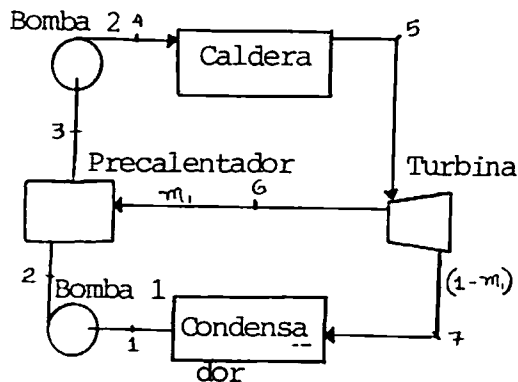 Bomba 2
4
5
Caldera
3
Precalentador
Turbina
m₁
6
2
(1-m₁)
Bomba 1
1
Condensa
7
dor